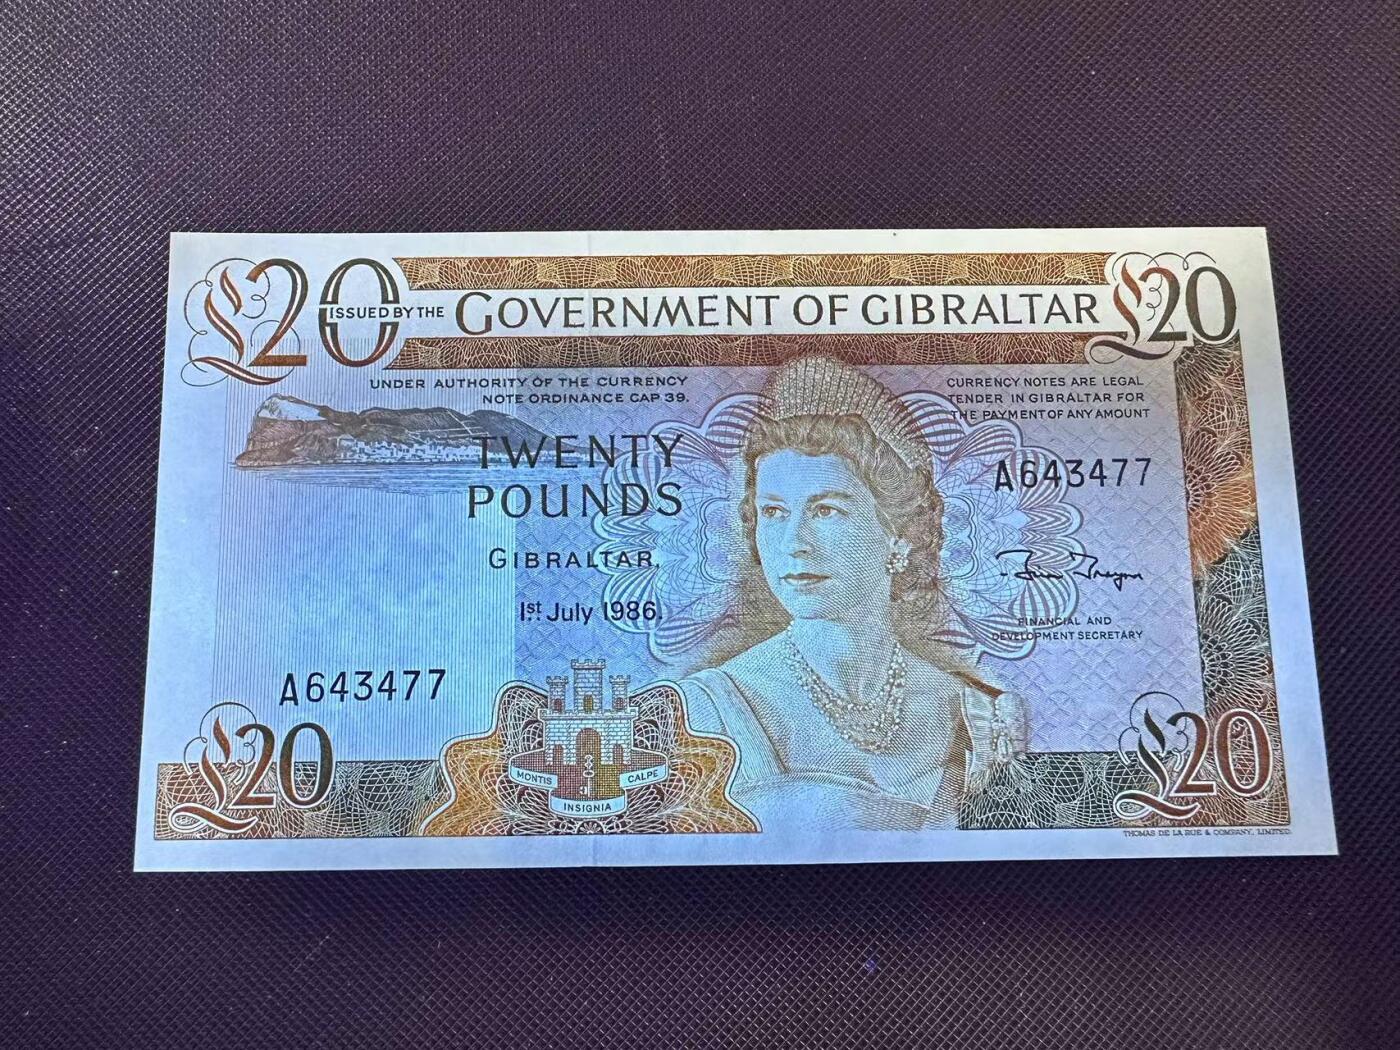 £20 ISSUED BY THE GOVERNMENT OF GIBRALTAR £20
UNDER AUTHORITY OF THE CURRENCY
NOTE ORDINANCE CAP 39.
CURRENCY NOTES ARE LEGAL
TENDER IN GIBRALTAR FOR
THE PAYMENT OF ANY AMOUNT
TWENTY
POUNDS
A643477
GIBRALTAR,
1st July 1986.
FINANCIAL AND
DEVELOPMENT SECRETARY
A643477
£20
MONTIS CALPE
INSIGNIA
£20
THOMAS DE LA RUE & COMPANY, LIMITED.